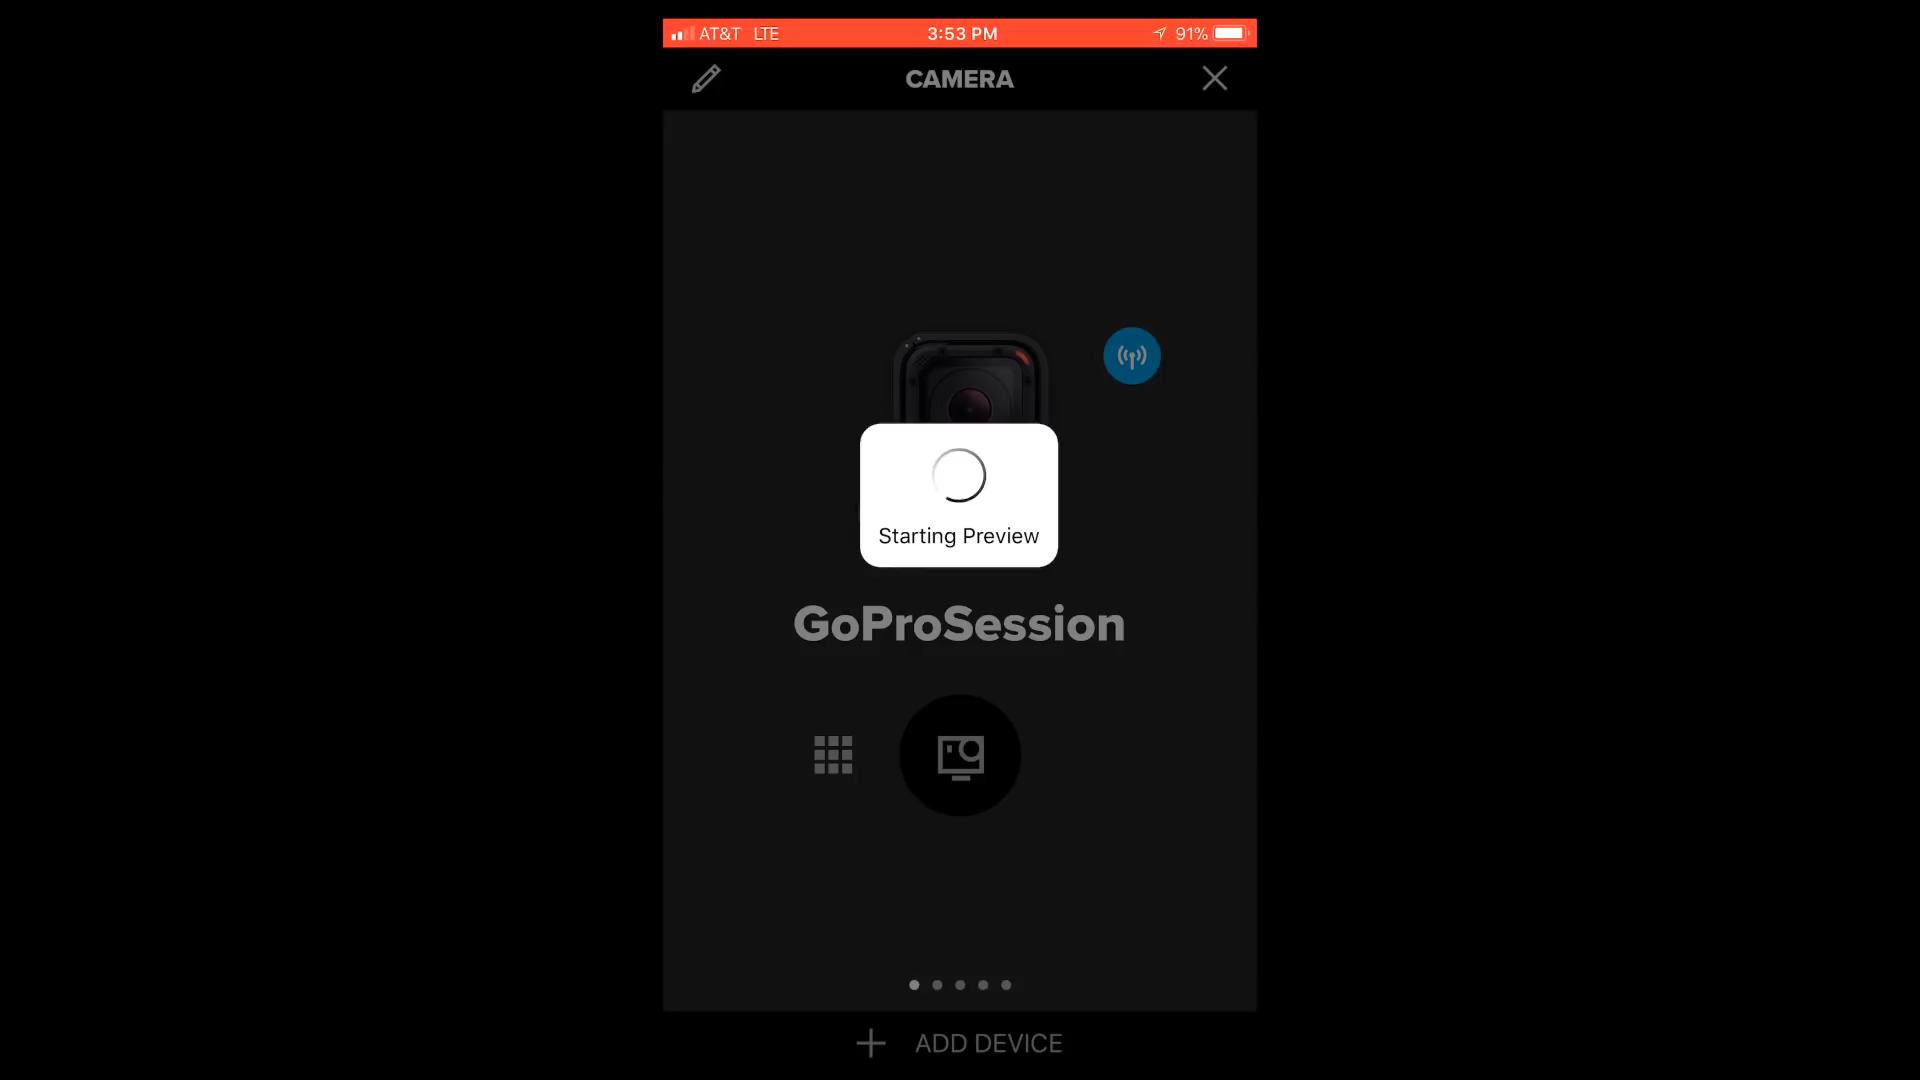 AT&T LTE 3:53 PM 91%
CAMERA
Starting Preview
GoProSession
ADD DEVICE